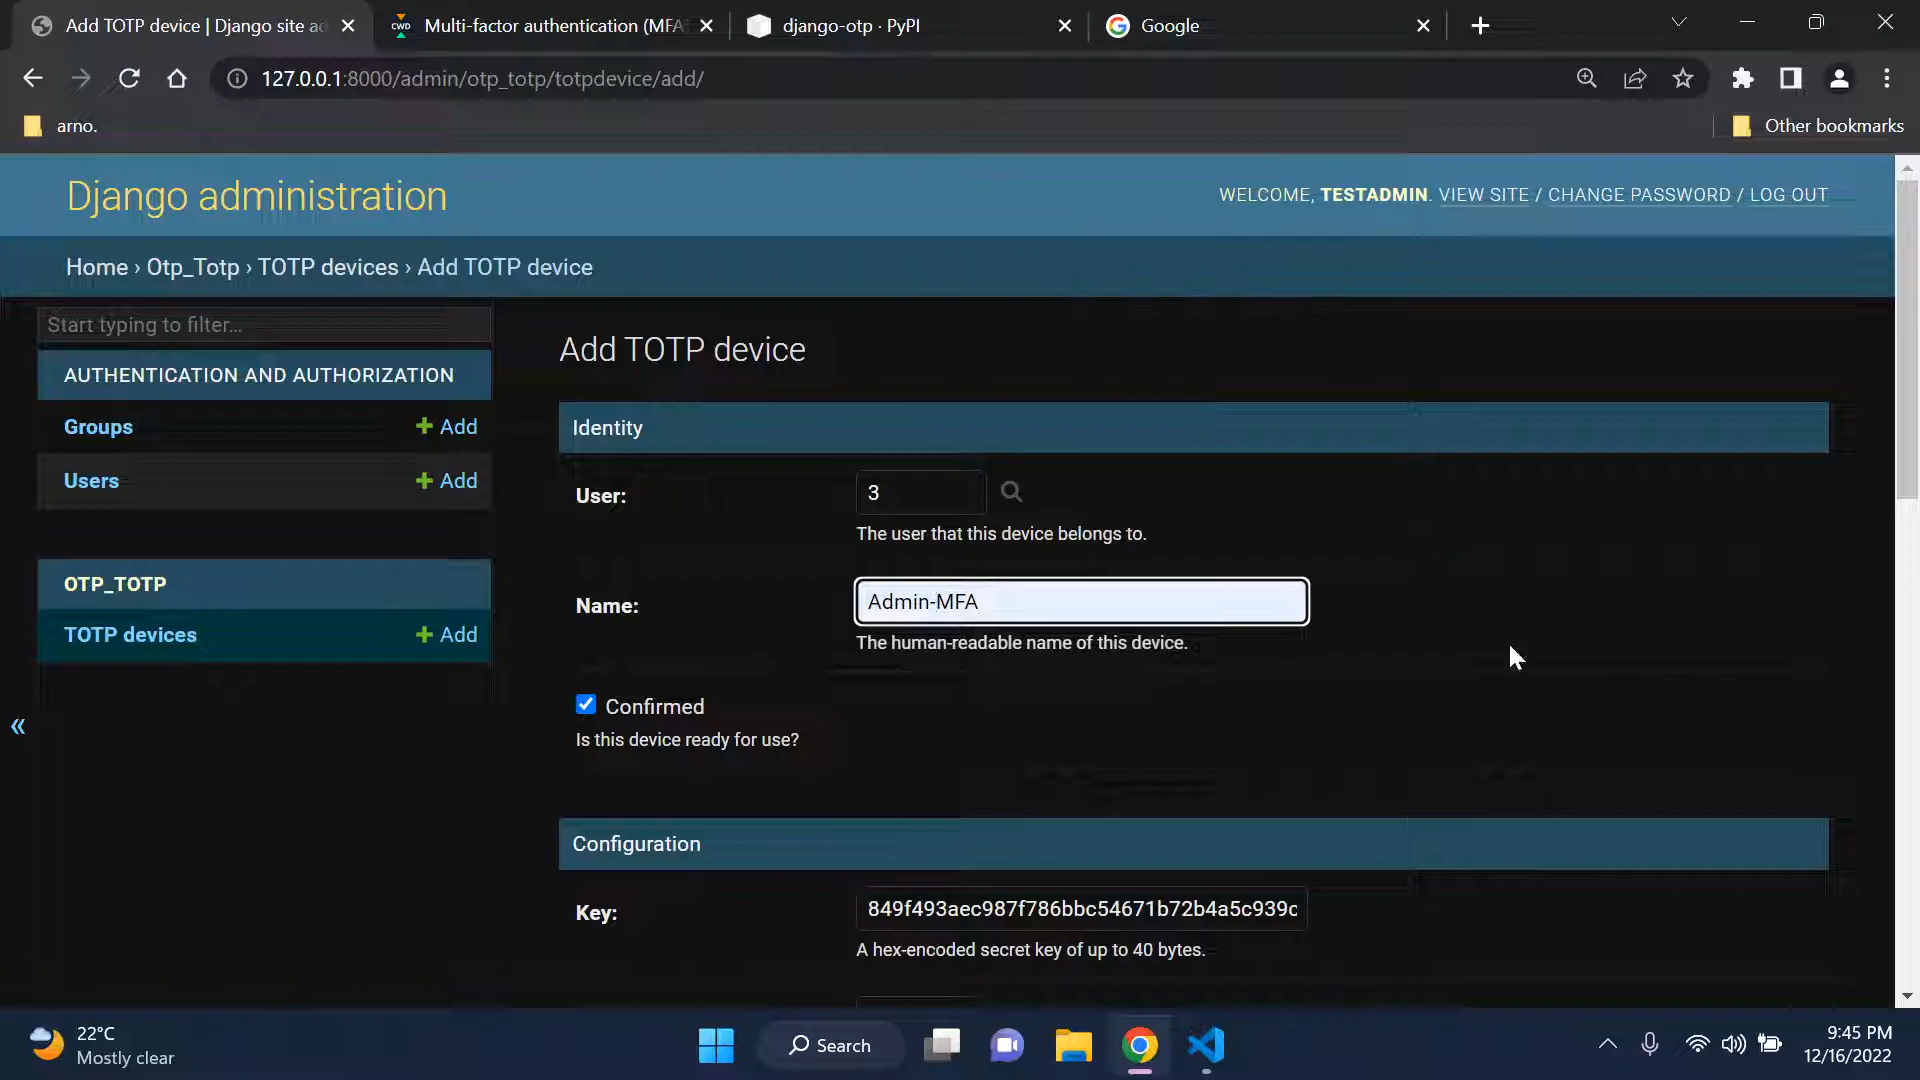 Add TOTP device | Django site ad
Multi-factor authentication (MFA
django-otp · PyPI
Google
127.0.0.1:8000/admin/otp_totp/totpdevice/add/
arno.
Other bookmarks
Django administration
WELCOME, TESTADMIN. VIEW SITE / CHANGE PASSWORD / LOG OUT
Home › Otp_Totp › TOTP devices › Add TOTP device
Start typing to filter...
AUTHENTICATION AND AUTHORIZATION
Groups + Add
Users + Add
OTP_TOTP
TOTP devices + Add
«
Add TOTP device
Identity
User: 3
The user that this device belongs to.
Name: Admin-MFA
The human-readable name of this device.
Confirmed
Is this device ready for use?
Configuration
Key: 849f493aec987f786bbc54671b72b4a5c939c
A hex-encoded secret key of up to 40 bytes.
22°C
Mostly clear
Search
9:45 PM
12/16/2022
CWD